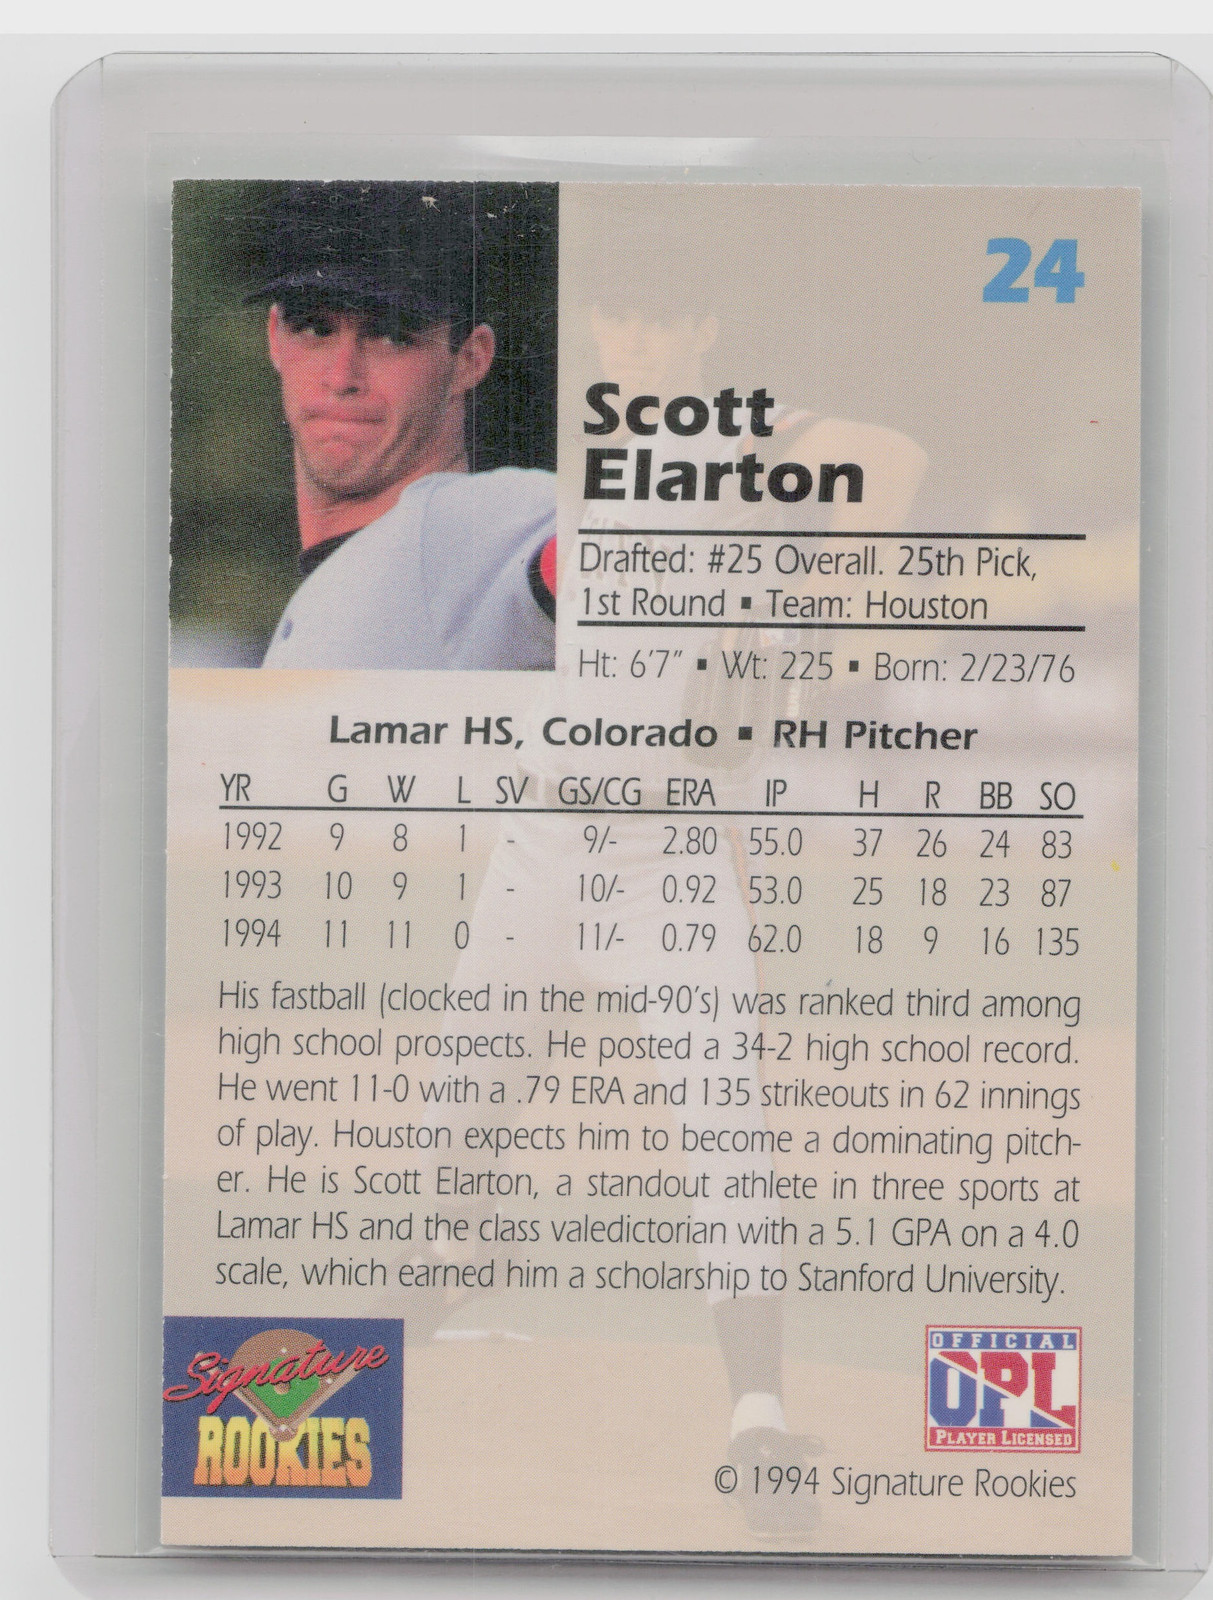 24
Scott
Elarton
Drafted: #25 Overall. 25th Pick,
1st Round ▪ Team: Houston
Ht: 6'7" ▪ Wt: 225 ▪ Born: 2/23/76
Lamar HS, Colorado ▪ RH Pitcher
YR G W L SV GS/CG ERA IP H R BB SO
1992 9 8 1 - 9/- 2.80 55.0 37 26 24 83
1993 10 9 1 - 10/- 0.92 53.0 25 18 23 87
1994 11 11 0 - 11/- 0.79 62.0 18 9 16 135
His fastball (clocked in the mid-90's) was ranked third among
high school prospects. He posted a 34-2 high school record.
He went 11-0 with a .79 ERA and 135 strikeouts in 62 innings
of play. Houston expects him to become a dominating pitch-
er. He is Scott Elarton, a standout athlete in three sports at
Lamar HS and the class valedictorian with a 5.1 GPA on a 4.0
scale, which earned him a scholarship to Stanford University.
Signature
ROOKIES
OFFICIAL
OPL
PLAYER LICENSED
© 1994 Signature Rookies